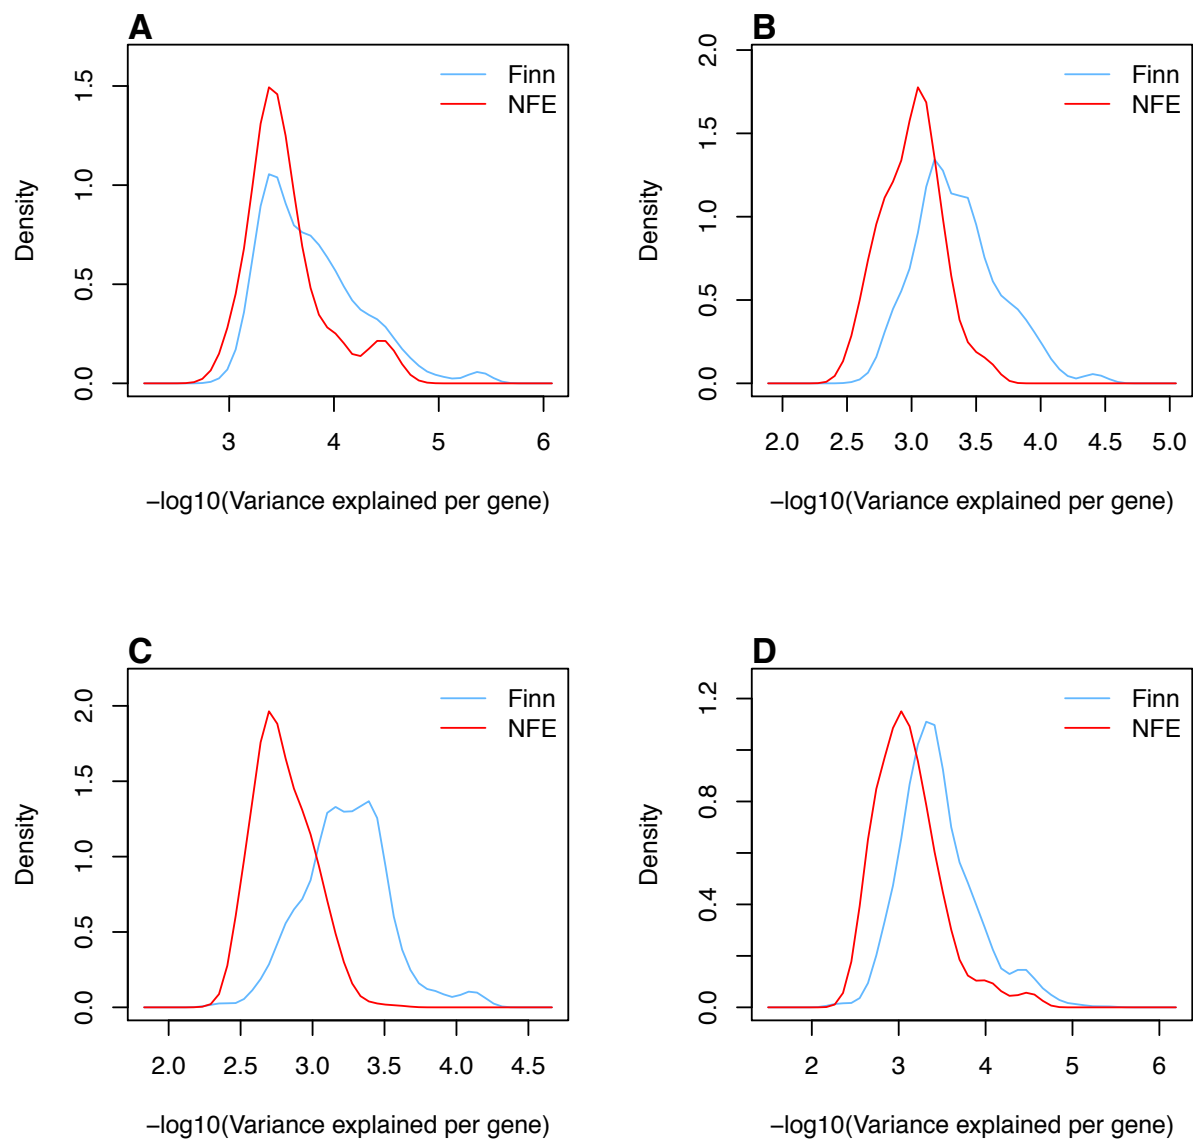 A
Finn
NFE
Density
0.0 0.5 1.0 1.5
3 4 5 6
−log10(Variance explained per gene)
B
Finn
NFE
Density
0.0 0.5 1.0 1.5 2.0
2.0 2.5 3.0 3.5 4.0 4.5 5.0
−log10(Variance explained per gene)
C
Finn
NFE
Density
0.0 0.5 1.0 1.5 2.0
2.0 2.5 3.0 3.5 4.0 4.5
−log10(Variance explained per gene)
D
Finn
NFE
Density
0.0 0.4 0.8 1.2
2 3 4 5 6
−log10(Variance explained per gene)